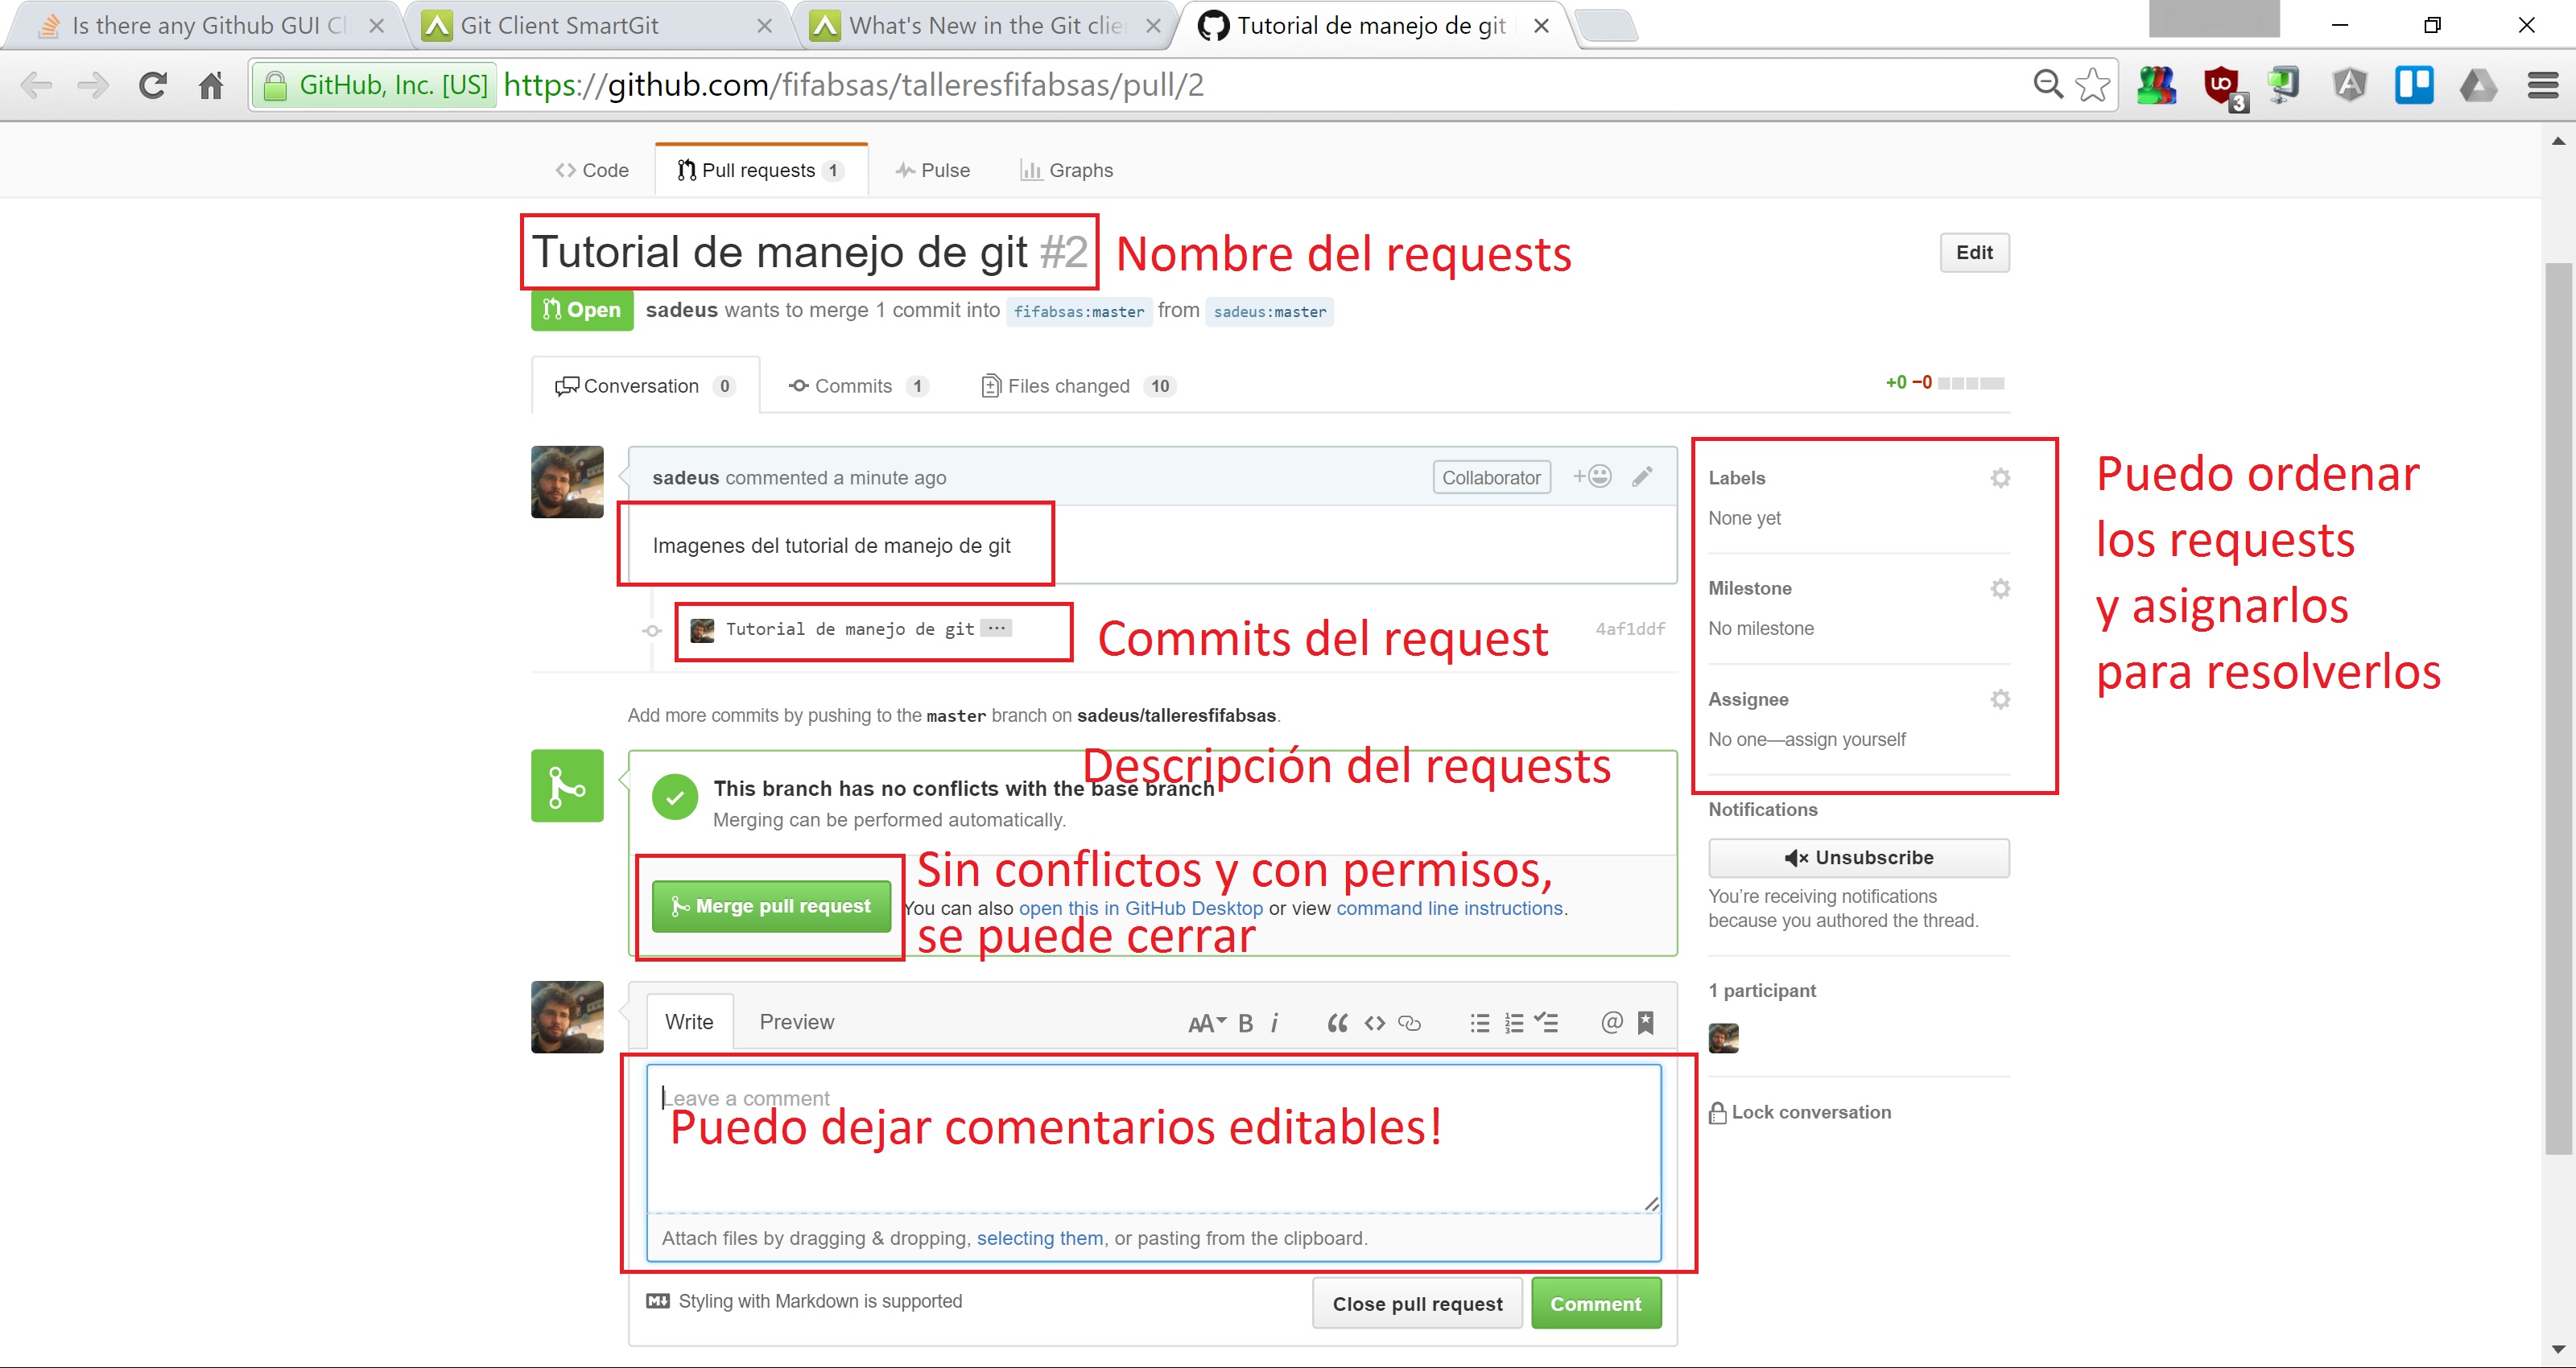 Is there any Github GUI Cl
Git Client SmartGit
What's New in the Git clie
Tutorial de manejo de git
GitHub, Inc. [US] https://github.com/fifabsas/talleresfifabsas/pull/2
3
Code
Pull requests 1
Pulse
Graphs
Tutorial de manejo de git #2
Nombre del requests
Edit
Open
sadeus wants to merge 1 commit into fifabsas:master from sadeus:master
Conversation 0
Commits 1
Files changed 10
+0 −0
sadeus commented a minute ago
Collaborator
Imagenes del tutorial de manejo de git
Tutorial de manejo de git ...
Commits del request
4af1ddf
Add more commits by pushing to the master branch on sadeus/talleresfifabsas.
Descripción del requests
This branch has no conflicts with the base branch
Merging can be performed automatically.
Sin conflictos y con permisos,
se puede cerrar
Merge pull request
You can also open this in GitHub Desktop or view command line instructions.
Write
Preview
AA B i
@
Leave a comment
Puedo dejar comentarios editables!
Attach files by dragging & dropping, selecting them, or pasting from the clipboard.
Styling with Markdown is supported
Close pull request
Comment
Labels
None yet
Milestone
No milestone
Assignee
No one—assign yourself
Puedo ordenar
los requests
y asignarlos
para resolverlos
Notifications
Unsubscribe
You're receiving notifications
because you authored the thread.
1 participant
Lock conversation